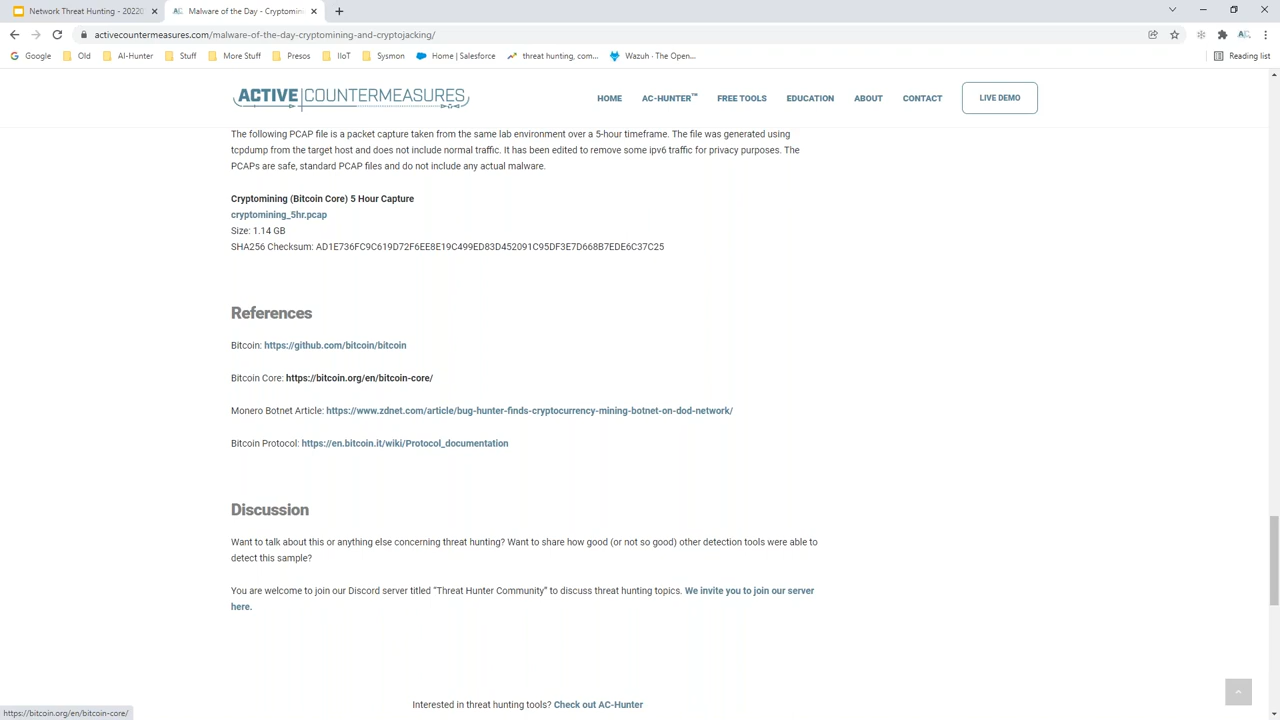 Network Threat Hunting - 20220
Malware of the Day - Cryptomin
activecountermeasures.com/malware-of-the-day-cryptomining-and-cryptojacking/
Google Old AI-Hunter Stuff More Stuff Presos IIoT Sysmon Home | Salesforce threat hunting, com... Wazuh · The Open... Reading list
ACTIVE COUNTERMEASURES HOME AC-HUNTER™ FREE TOOLS EDUCATION ABOUT CONTACT LIVE DEMO
The following PCAP file is a packet capture taken from the same lab environment over a 5-hour timeframe. The file was generated using
tcpdump from the target host and does not include normal traffic. It has been edited to remove some ipv6 traffic for privacy purposes. The
PCAPs are safe, standard PCAP files and do not include any actual malware.
Cryptomining (Bitcoin Core) 5 Hour Capture
cryptomining_5hr.pcap
Size: 1.14 GB
SHA256 Checksum: AD1E736FC9C619D72F6EE8E19C499ED83D452091C95DF3E7D668B7EDE6C37C25
References
Bitcoin: https://github.com/bitcoin/bitcoin
Bitcoin Core: https://bitcoin.org/en/bitcoin-core/
Monero Botnet Article: https://www.zdnet.com/article/bug-hunter-finds-cryptocurrency-mining-botnet-on-dod-network/
Bitcoin Protocol: https://en.bitcoin.it/wiki/Protocol_documentation
Discussion
Want to talk about this or anything else concerning threat hunting? Want to share how good (or not so good) other detection tools were able to
detect this sample?
You are welcome to join our Discord server titled "Threat Hunter Community" to discuss threat hunting topics. We invite you to join our server
here.
Interested in threat hunting tools? Check out AC-Hunter
https://bitcoin.org/en/bitcoin-core/